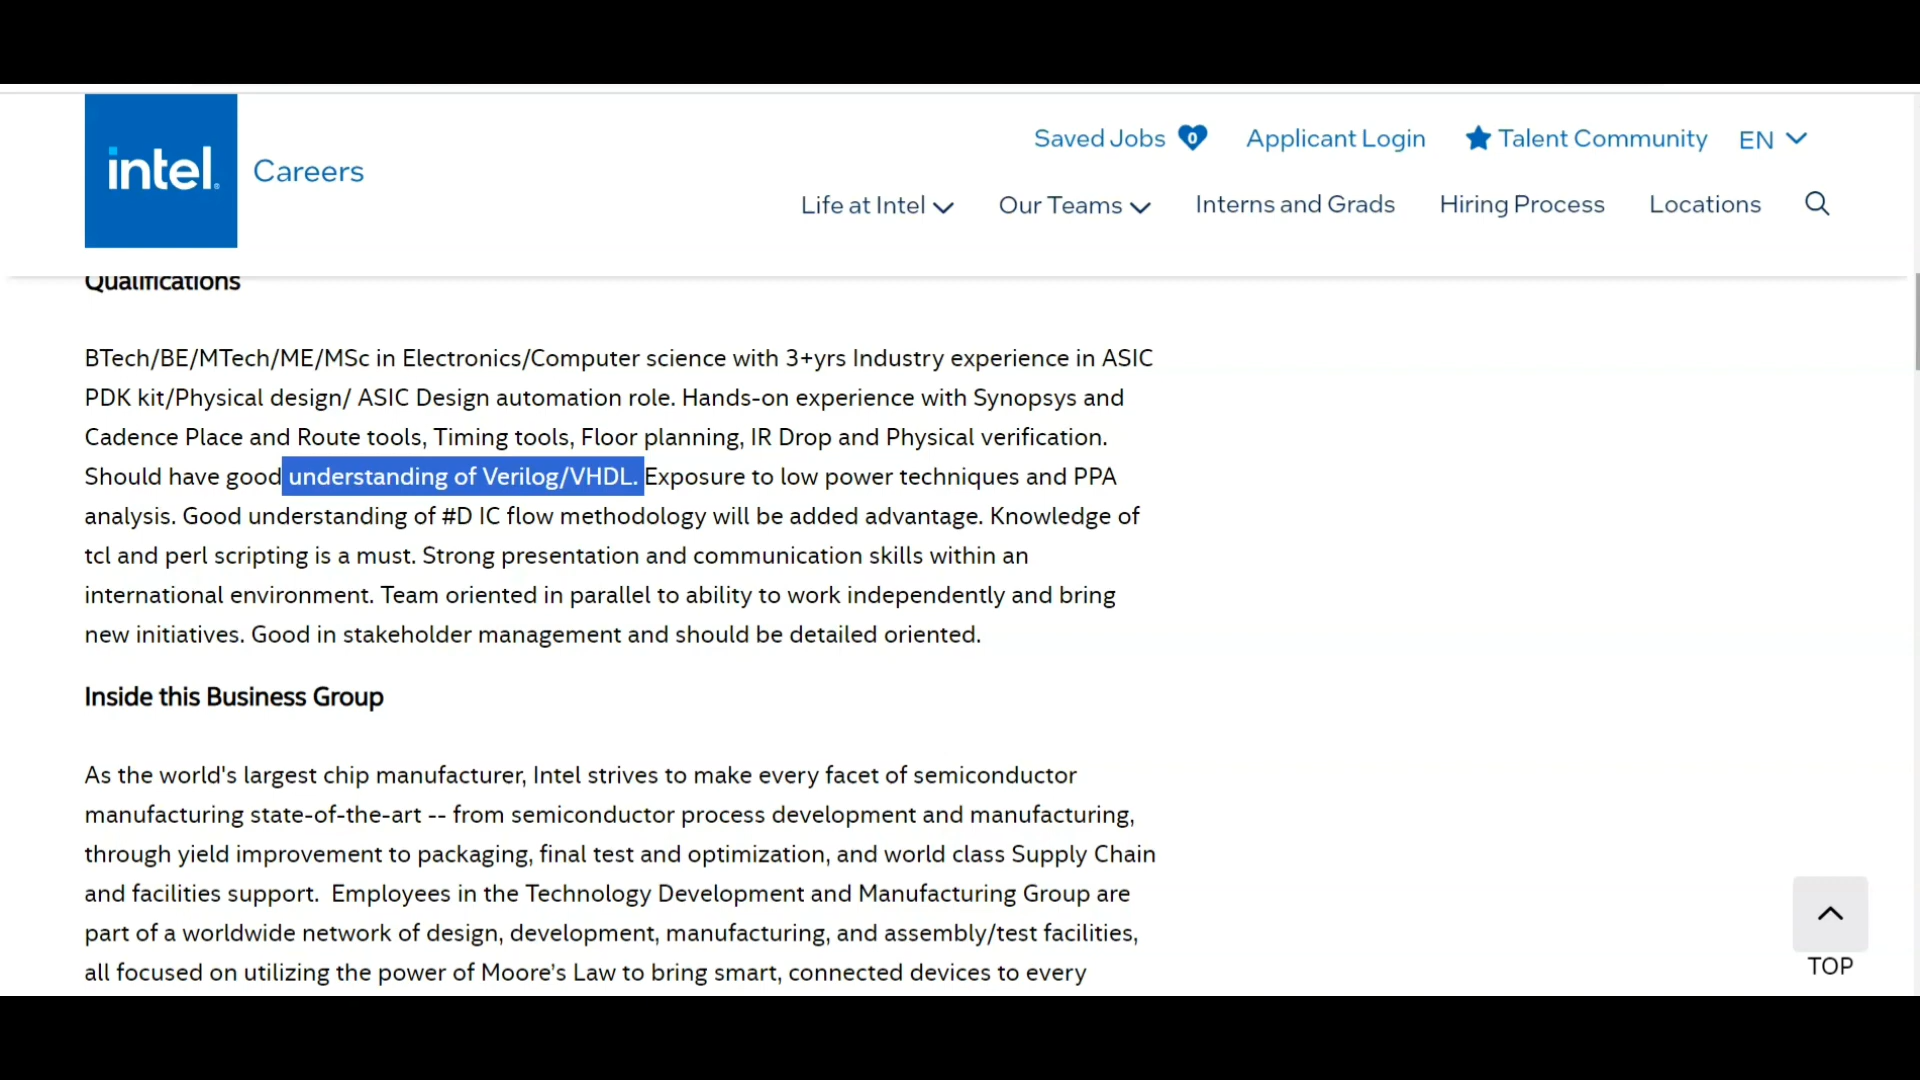 intel.
Careers
Saved Jobs 0 Applicant Login Talent Community EN
Life at Intel Our Teams Interns and Grads Hiring Process Locations
Qualifications
BTech/BE/MTech/ME/MSc in Electronics/Computer science with 3+yrs Industry experience in ASIC
PDK kit/Physical design/ ASIC Design automation role. Hands-on experience with Synopsys and
Cadence Place and Route tools, Timing tools, Floor planning, IR Drop and Physical verification.
Should have good understanding of Verilog/VHDL. Exposure to low power techniques and PPA
analysis. Good understanding of #D IC flow methodology will be added advantage. Knowledge of
tcl and perl scripting is a must. Strong presentation and communication skills within an
international environment. Team oriented in parallel to ability to work independently and bring
new initiatives. Good in stakeholder management and should be detailed oriented.
Inside this Business Group
As the world's largest chip manufacturer, Intel strives to make every facet of semiconductor
manufacturing state-of-the-art -- from semiconductor process development and manufacturing,
through yield improvement to packaging, final test and optimization, and world class Supply Chain
and facilities support.  Employees in the Technology Development and Manufacturing Group are
part of a worldwide network of design, development, manufacturing, and assembly/test facilities,
all focused on utilizing the power of Moore’s Law to bring smart, connected devices to every
TOP